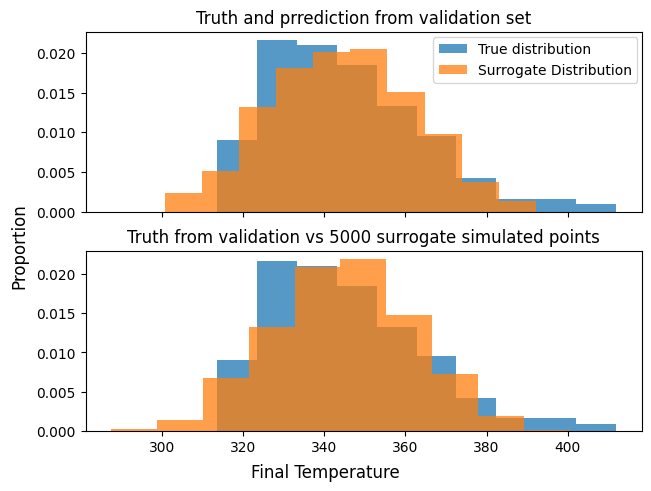 Truth and prrediction from validation set
True distribution
Surrogate Distribution
0.020
0.015
0.010
0.005
0.000
Truth from validation vs 5000 surrogate simulated points
0.020
0.015
0.010
0.005
0.000
300 320 340 360 380 400
Proportion
Final Temperature